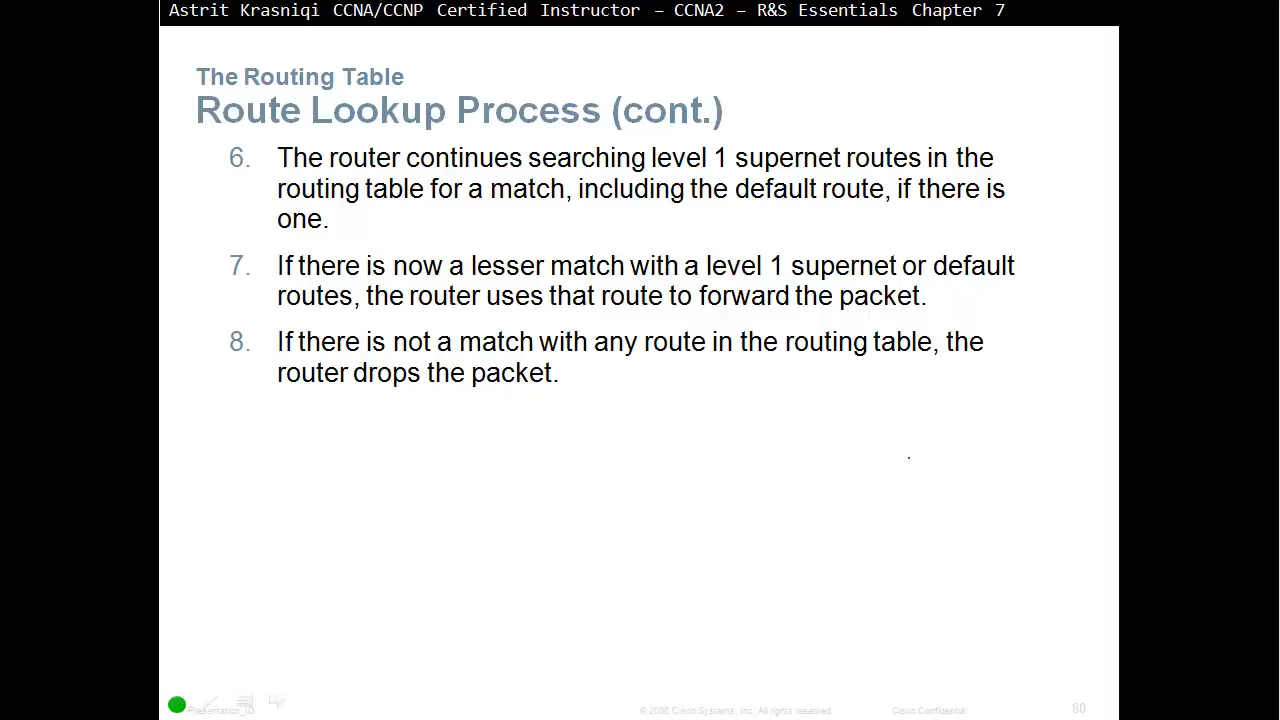 Astrit Krasniqi CCNA/CCNP Certified Instructor – CCNA2 – R&S Essentials Chapter 7
The Routing Table
Route Lookup Process (cont.)
6. The router continues searching level 1 supernet routes in the
routing table for a match, including the default route, if there is
one.
7. If there is now a lesser match with a level 1 supernet or default
routes, the router uses that route to forward the packet.
8. If there is not a match with any route in the routing table, the
router drops the packet.
Presentation_ID © 2008 Cisco Systems, Inc. All rights reserved. Cisco Confidential 80